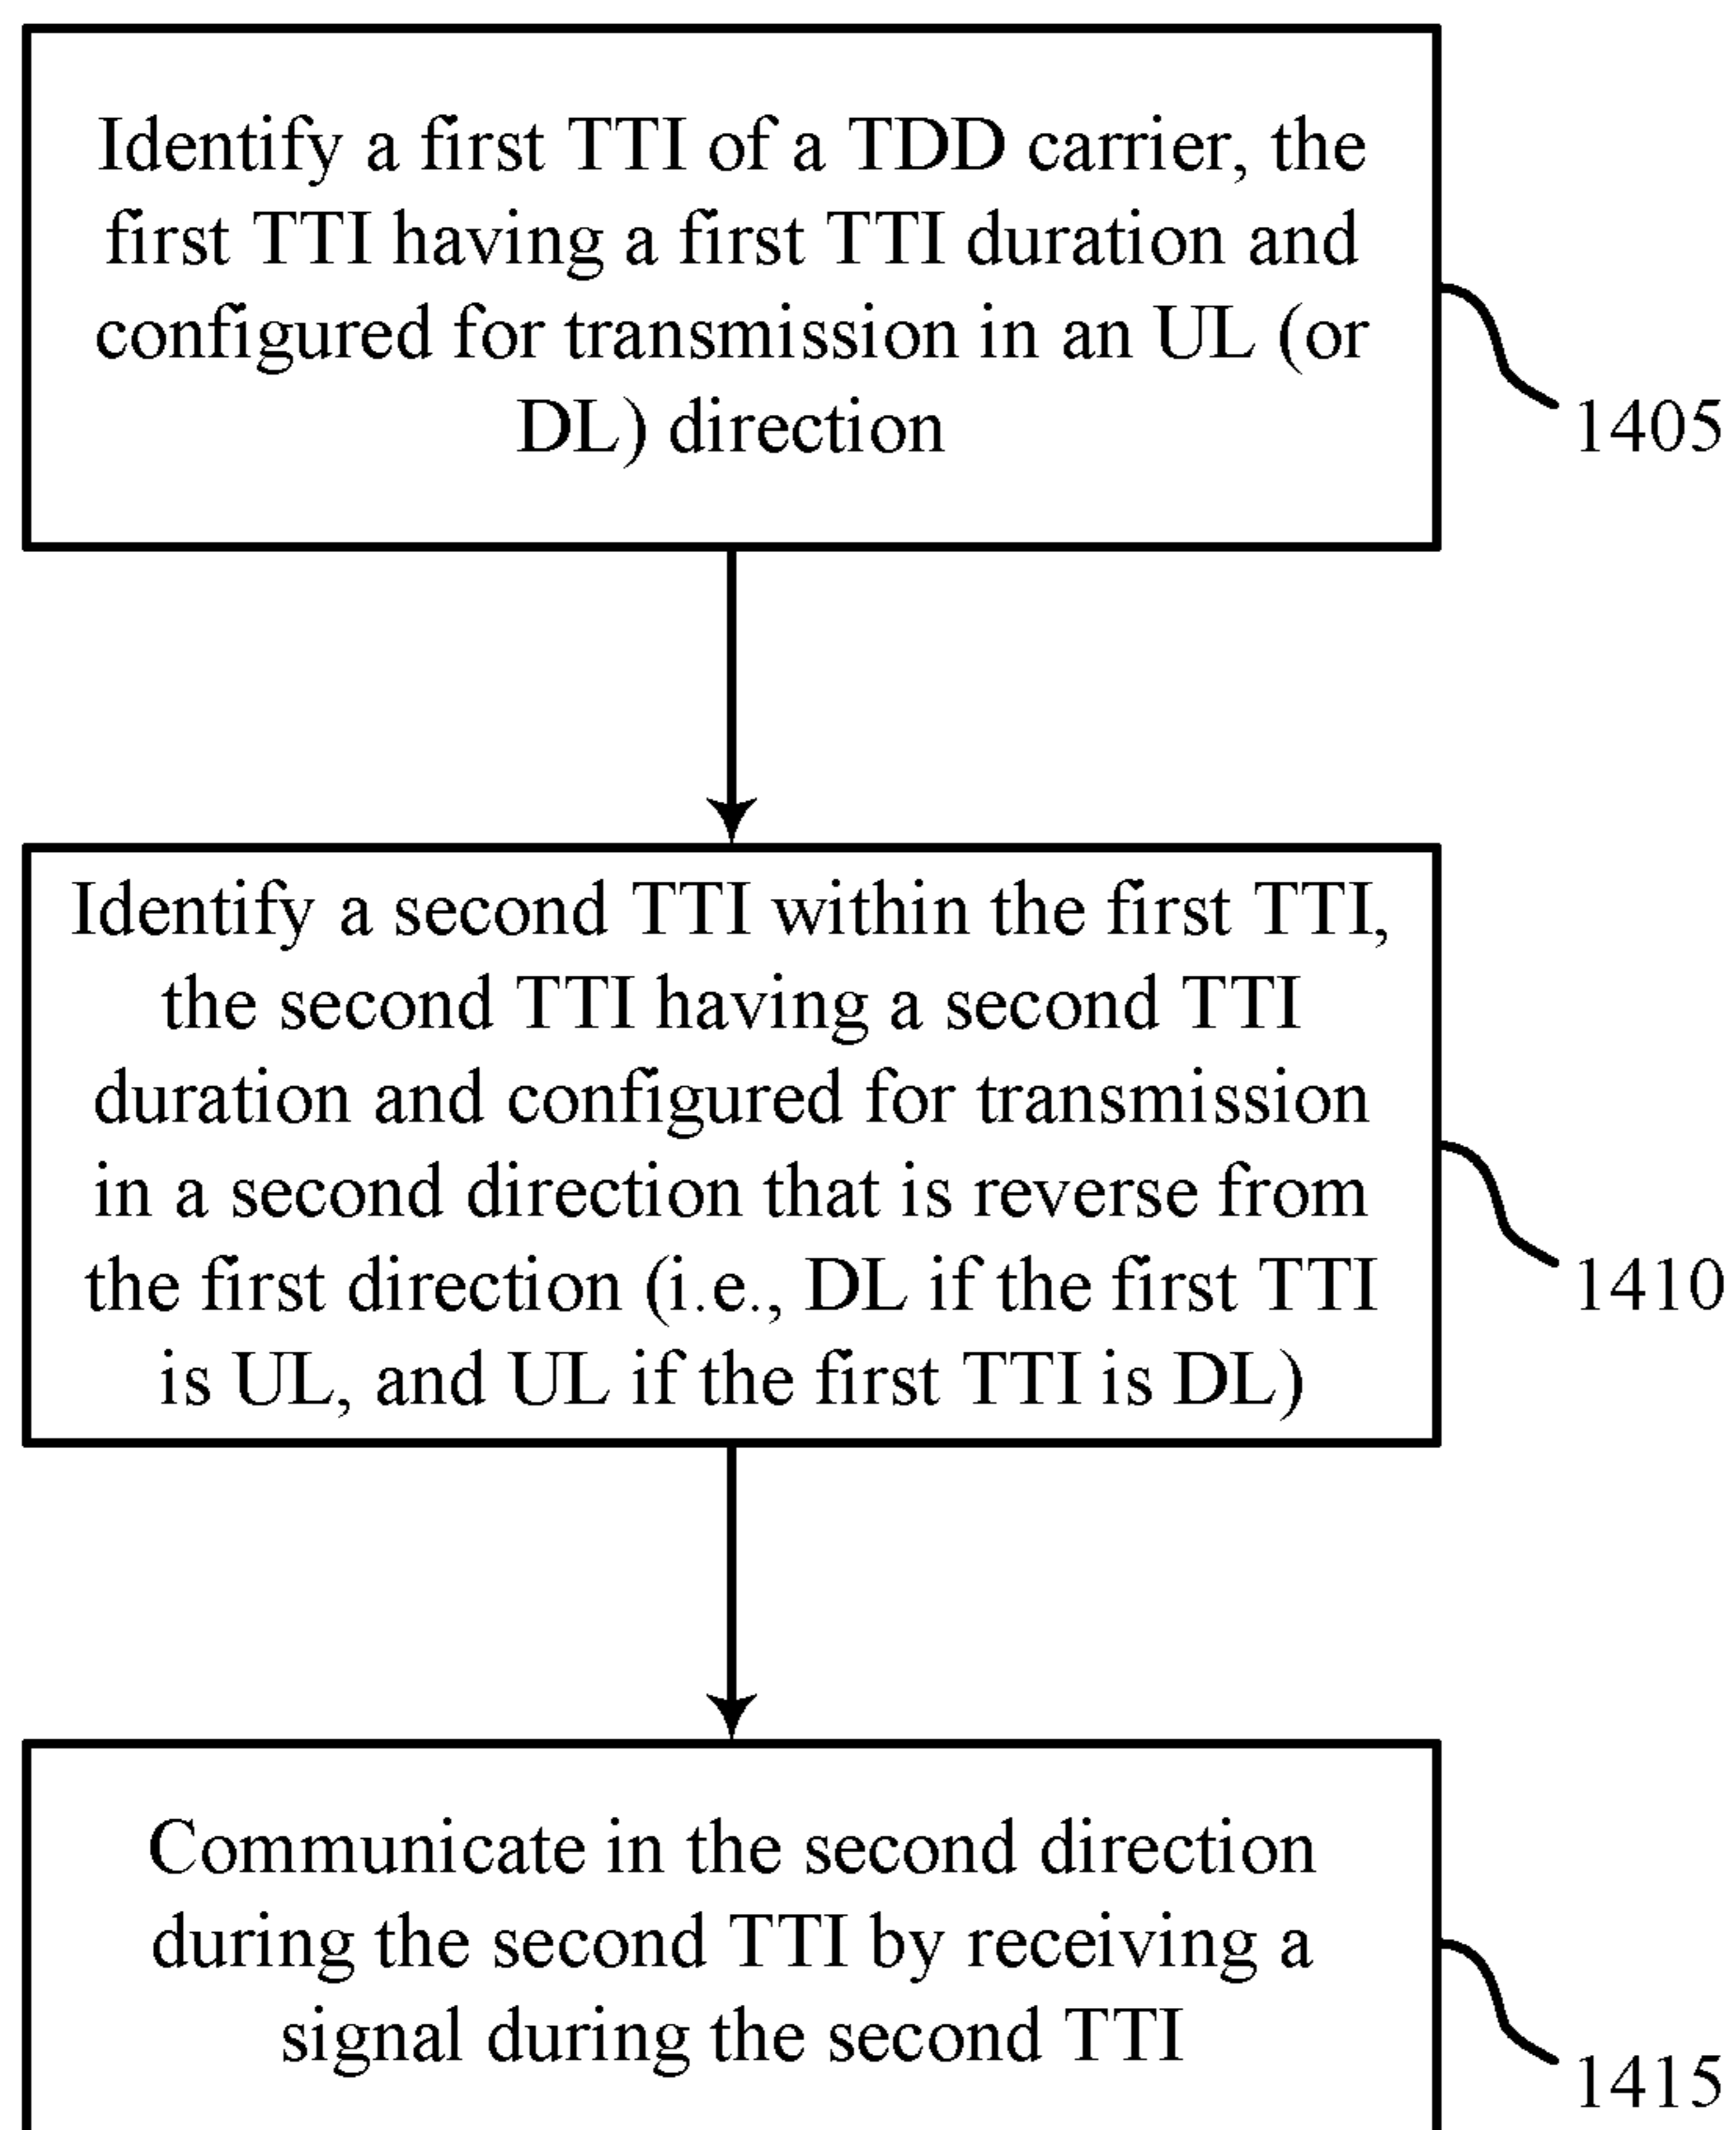 Identify a first TTI of a TDD carrier, the
first TTI having a first TTI duration and
configured for transmission in an UL (or
DL) direction
1405
Identify a second TTI within the first TTI,
the second TTI having a second TTI
duration and configured for transmission
in a second direction that is reverse from
the first direction (i.e., DL if the first TTI
is UL, and UL if the first TTI is DL)
1410
Communicate in the second direction
during the second TTI by receiving a
signal during the second TTI
1415